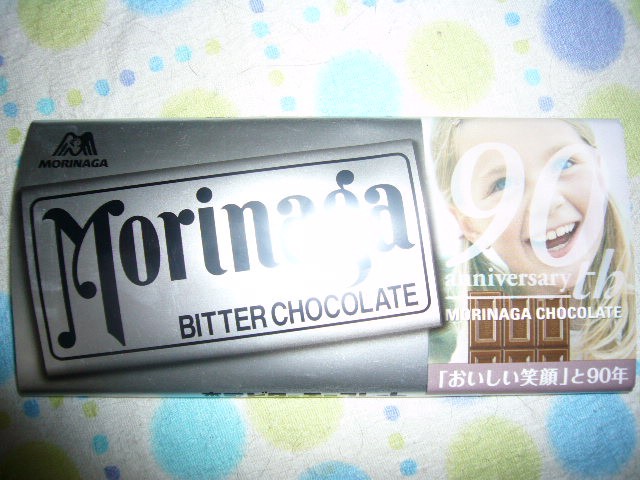 MORINAGA
Morinaga
BITTER CHOCOLATE
90th
anniversary
MORINAGA CHOCOLATE
「おいしい笑顔」と90年